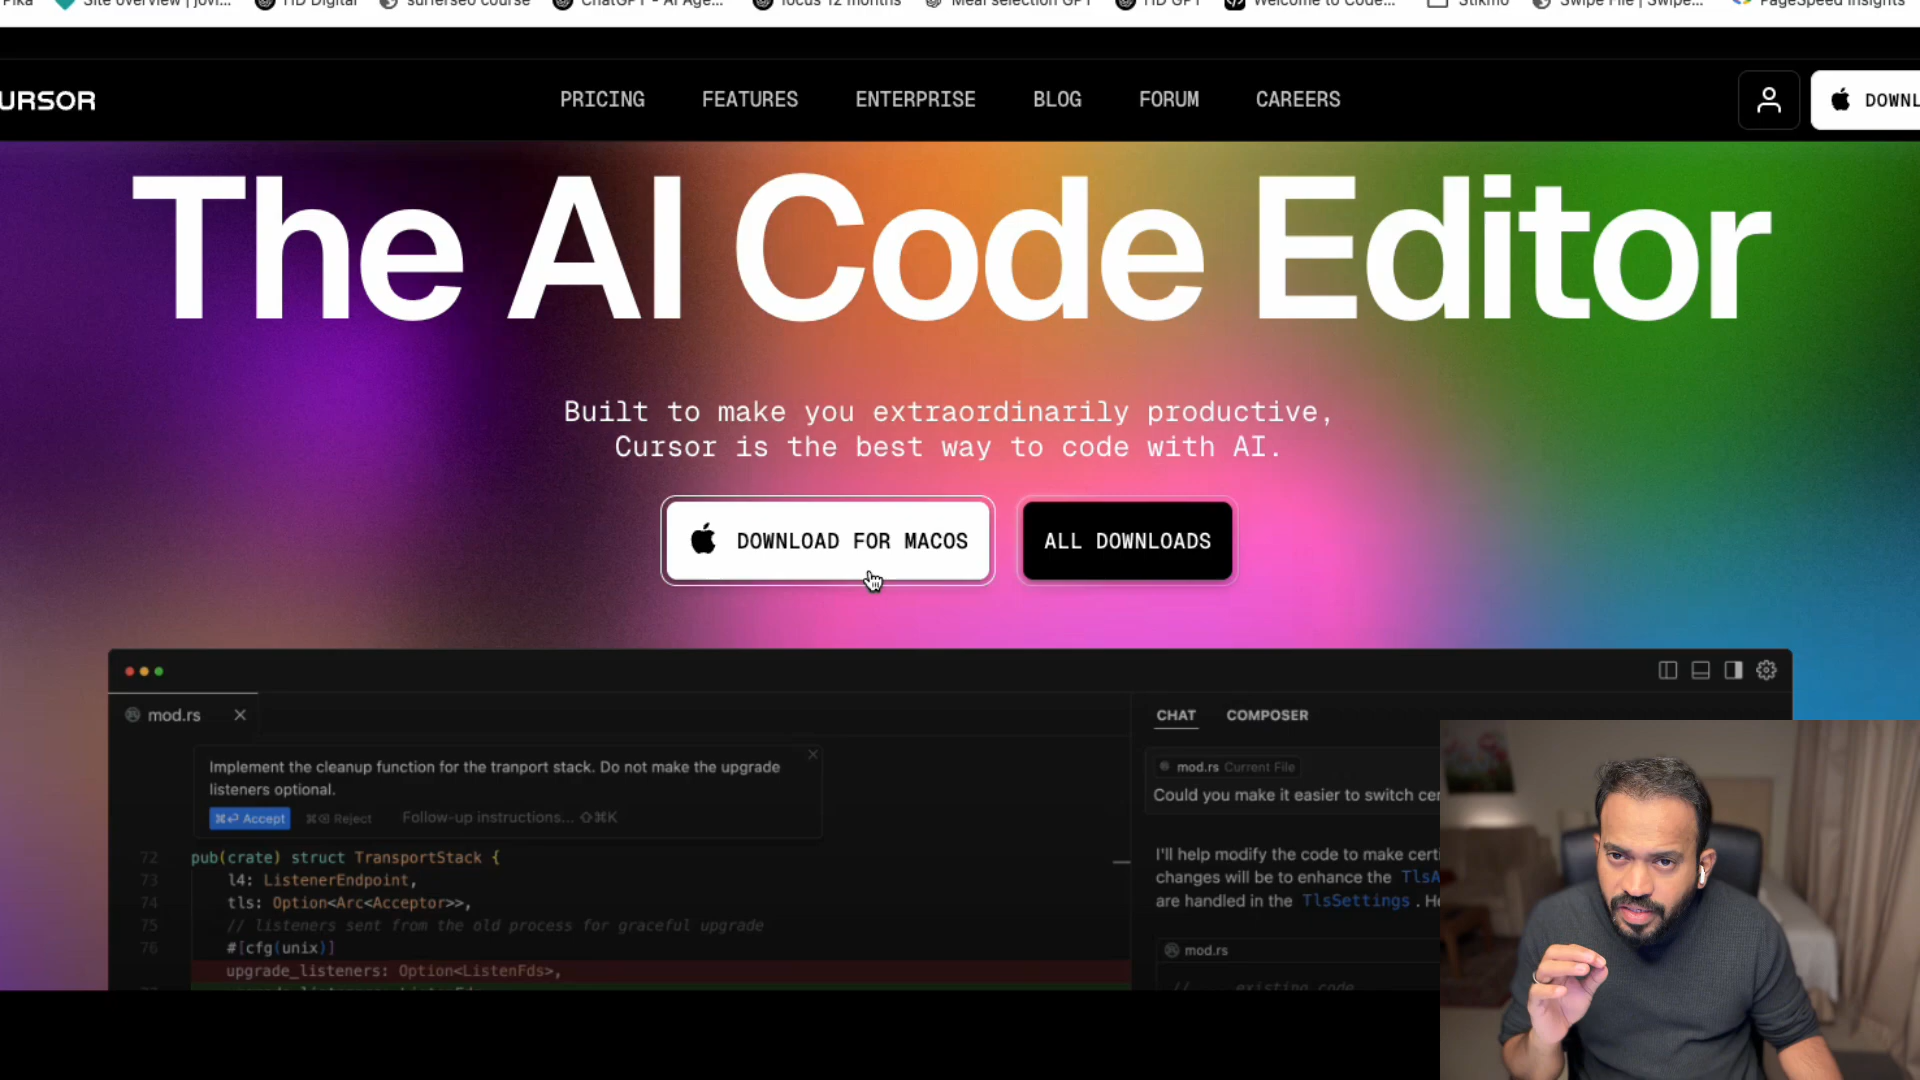 Pika Site overview | jovi... HD Digital surferseo course ChatGPT - AI Age... focus 12 months Meal selection GPT HD GPT Welcome to Code... Stikmo Swipe File | Swipe... PageSpeed Insights
URSOR PRICING FEATURES ENTERPRISE BLOG FORUM CAREERS DOWNL
The AI Code Editor
Built to make you extraordinarily productive,
Cursor is the best way to code with AI.
DOWNLOAD FOR MACOS ALL DOWNLOADS
mod.rs
Implement the cleanup function for the tranport stack. Do not make the upgrade
listeners optional.
⌘⏎ Accept ⌘⌫ Reject Follow-up instructions... ⇧⌘K
72 pub(crate) struct TransportStack {
73 l4: ListenerEndpoint,
74 tls: Option<Arc<Acceptor>>,
75 // listeners sent from the old process for graceful upgrade
76 #[cfg(unix)]
upgrade_listeners: Option<ListenFds>,
CHAT COMPOSER
mod.rs Current File
Could you make it easier to switch cer
I'll help modify the code to make certi
changes will be to enhance the TlsA
are handled in the TlsSettings. He
mod.rs
// existing code